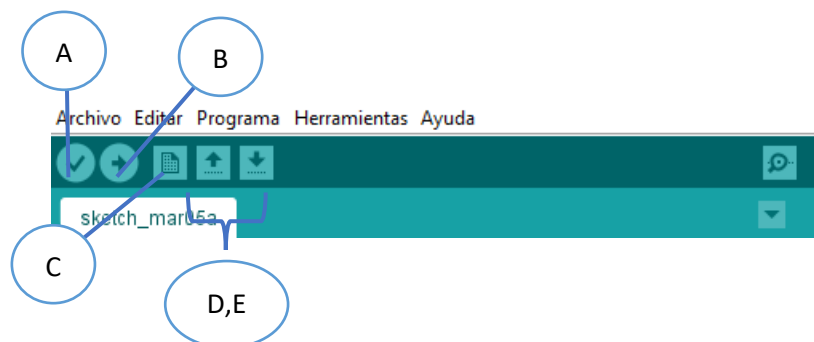 A
B
Archivo Editar Programa Herramientas Ayuda
sketch_mar05a
C
D,E